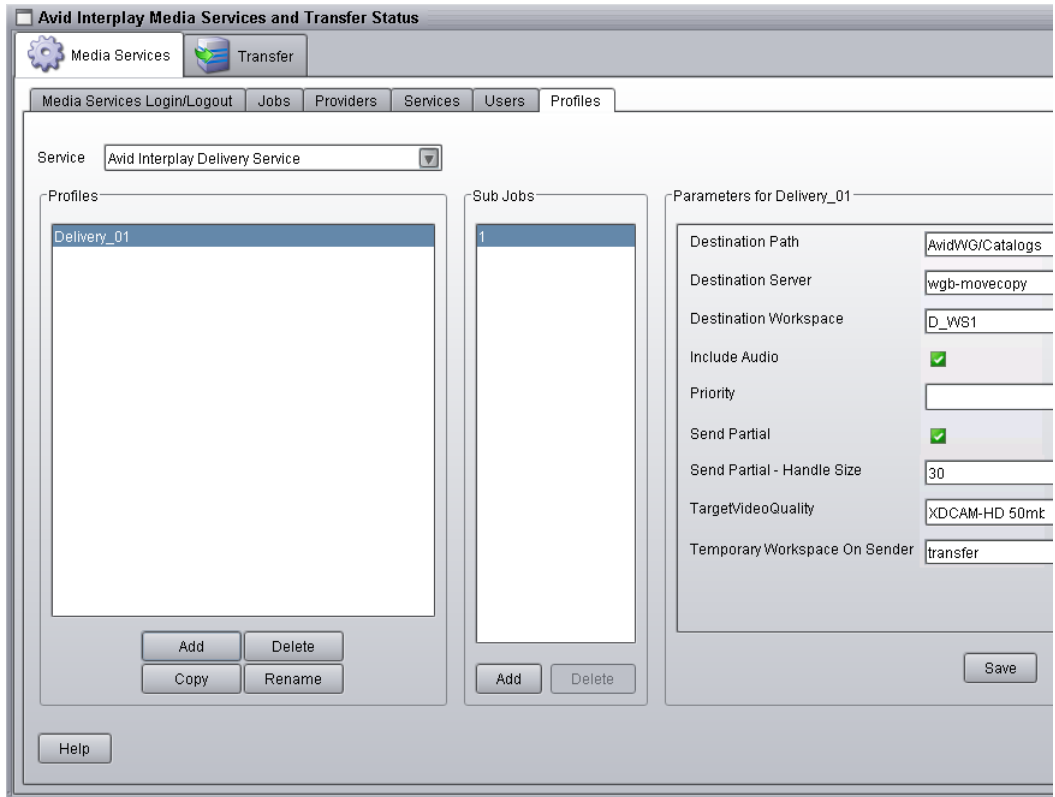 Avid Interplay Media Services and Transfer Status
Media Services
Transfer
Media Services Login/Logout
Jobs
Providers
Services
Users
Profiles
Service
Avid Interplay Delivery Service
Profiles
Delivery_01
Add
Delete
Copy
Rename
Sub Jobs
1
Add
Delete
Parameters for Delivery_01
Destination Path AvidWG/Catalogs
Destination Server wgb-movecopy
Destination Workspace D_WS1
Include Audio
Priority
Send Partial
Send Partial - Handle Size 30
TargetVideoQuality XDCAM-HD 50mb
Temporary Workspace On Sender transfer
Save
Help